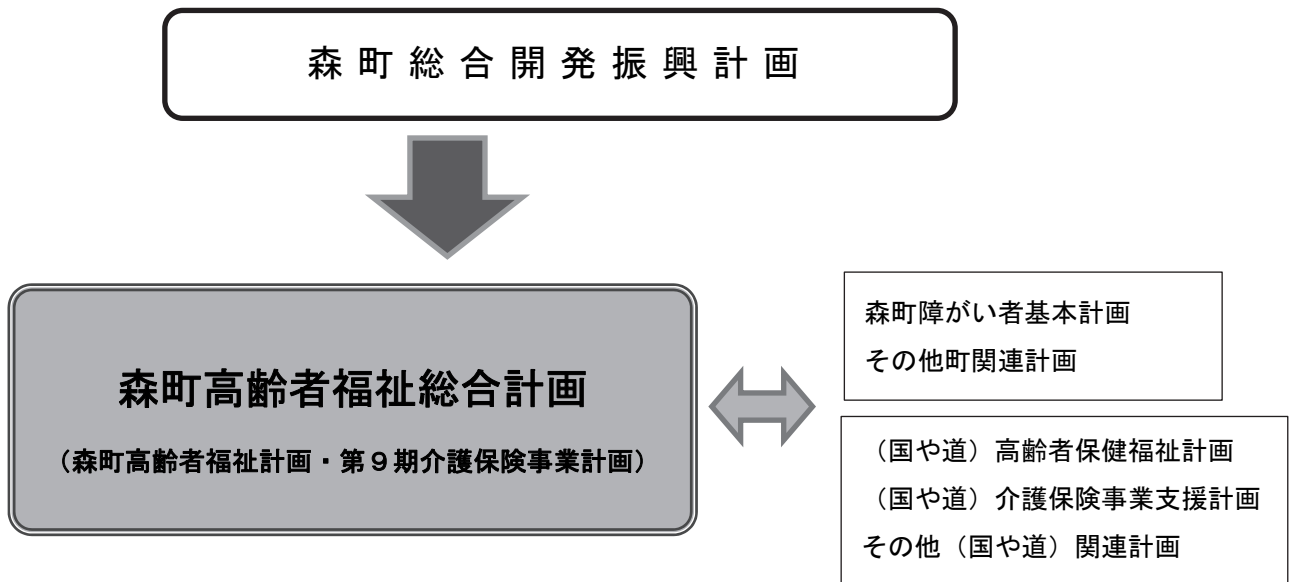 森町総合開発振興計画
森町高齢者福祉総合計画
（森町高齢者福祉計画・第９期介護保険事業計画）
森町障がい者基本計画
その他町関連計画
（国や道）高齢者保健福祉計画
（国や道）介護保険事業支援計画
その他（国や道）関連計画